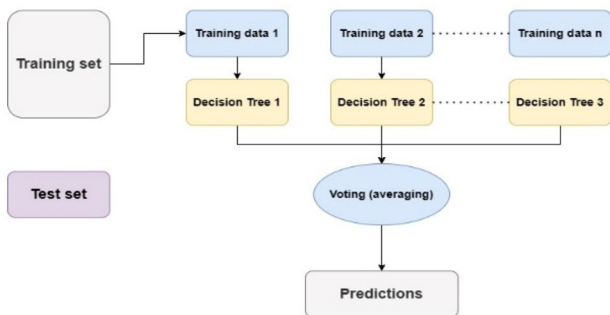 Training set
Training data 1
Training data 2
Training data n
Decision Tree 1
Decision Tree 2
Decision Tree 3
Test set
Voting (averaging)
Predictions